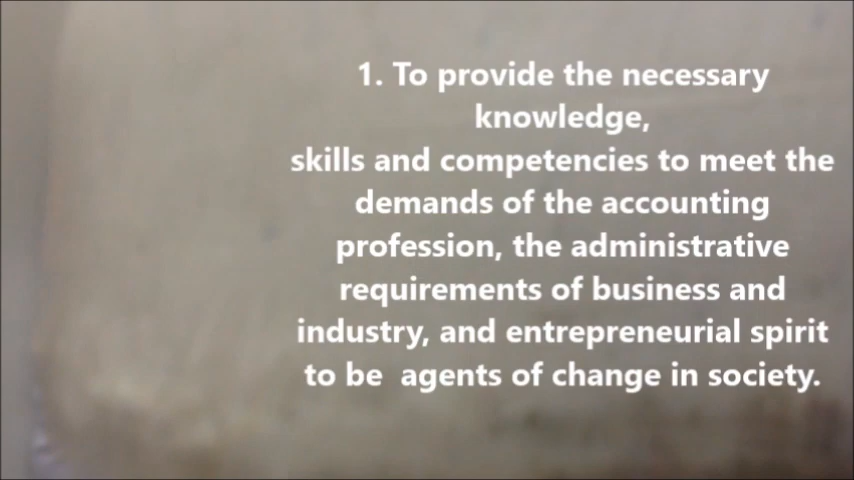 1. To provide the necessary
knowledge,
skills and competencies to meet the
demands of the accounting
profession, the administrative
requirements of business and
industry, and entrepreneurial spirit
to be  agents of change in society.